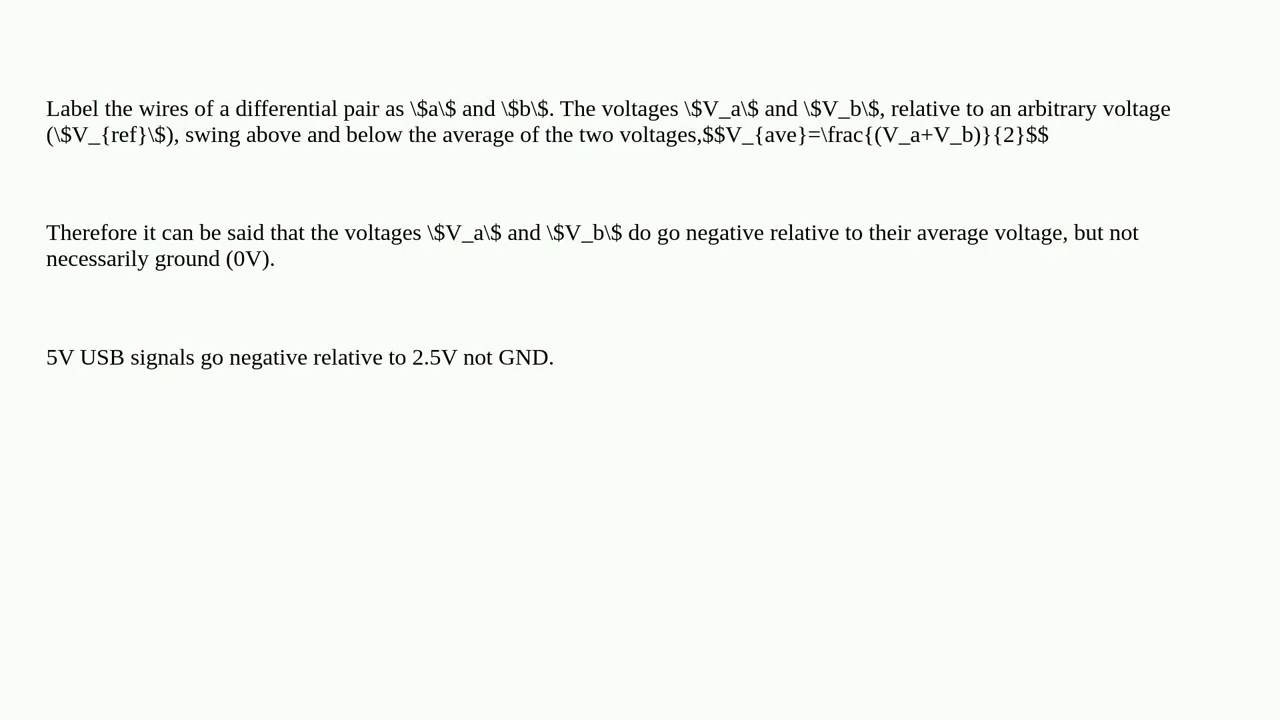 Label the wires of a differential pair as \$a\$ and \$b\$. The voltages \$V_a\$ and \$V_b\$, relative to an arbitrary voltage
(\$V_{ref}\$), swing above and below the average of the two voltages,$$V_{ave}=\frac{(V_a+V_b)}{2}$$
Therefore it can be said that the voltages \$V_a\$ and \$V_b\$ do go negative relative to their average voltage, but not
necessarily ground (0V).
5V USB signals go negative relative to 2.5V not GND.